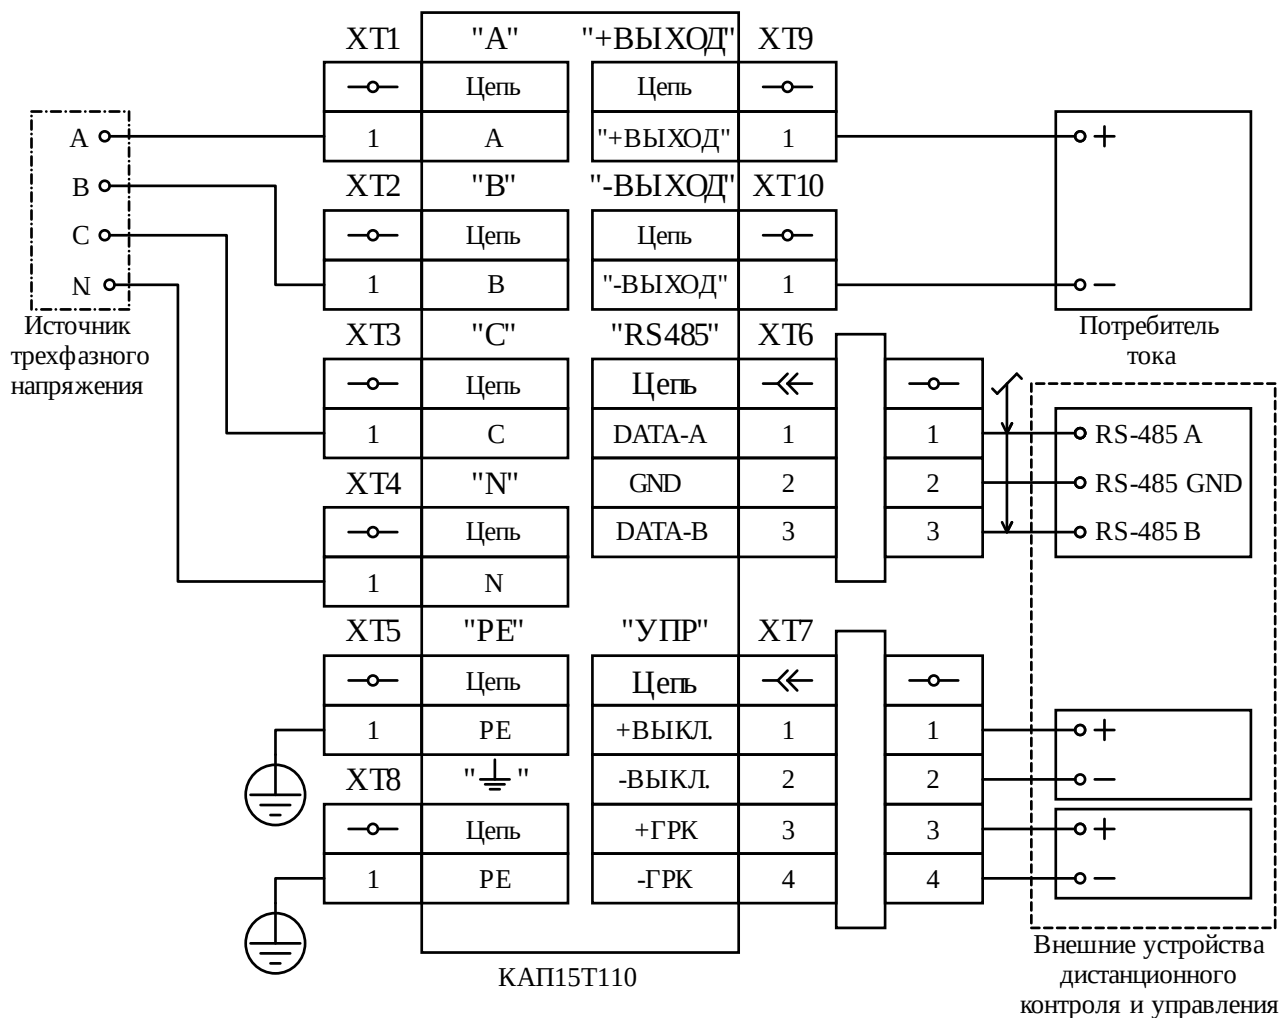 XT1 "A" "+ВЫХОД" XT9
Цепь Цепь
A 1 A "+ВЫХОД" 1 +
B XT2 "B" "-ВЫХОД" XT10
C Цепь Цепь
N 1 B "-ВЫХОД" 1 −
Источник
трехфазного
напряжения
Потребитель
тока
XT3 "C" "RS485" XT6
Цепь Цепь
1 C DATA-A 1 1 RS-485 A
XT4 "N" GND 2 2 RS-485 GND
Цепь DATA-B 3 3 RS-485 B
1 N
XT5 "PE" "УПР" XT7
Цепь Цепь
1 PE +ВЫКЛ. 1 1 +
XT8 " " -ВЫКЛ. 2 2 −
Цепь +ГРК 3 3 +
1 PE -ГРК 4 4 −
КАП15Т110
Внешние устройства
дистанционного
контроля и управления